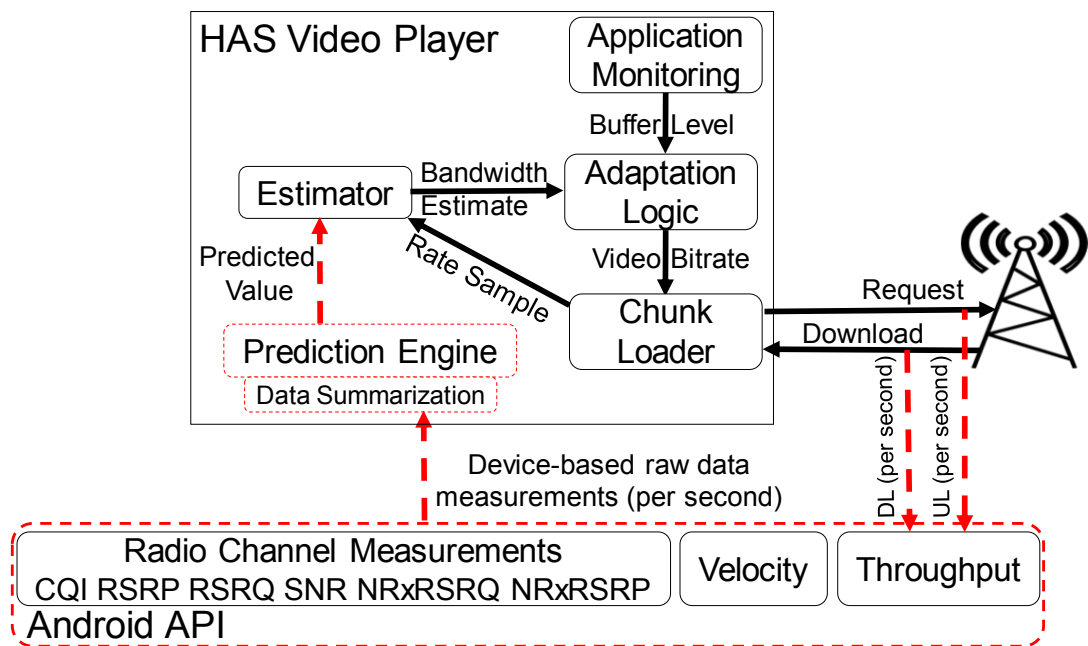 HAS Video Player
Application
Monitoring
Buffer Level
Bandwidth
Estimate
Estimator
Adaptation
Logic
Predicted
Value
Rate Sample
Video Bitrate
Request
Chunk
Loader
Download
Prediction Engine
Data Summarization
DL (per second)
UL (per second)
Device-based raw data
measurements (per second)
Radio Channel Measurements
CQI RSRP RSRQ SNR NRxRSRQ NRxRSRP
Velocity
Throughput
Android API